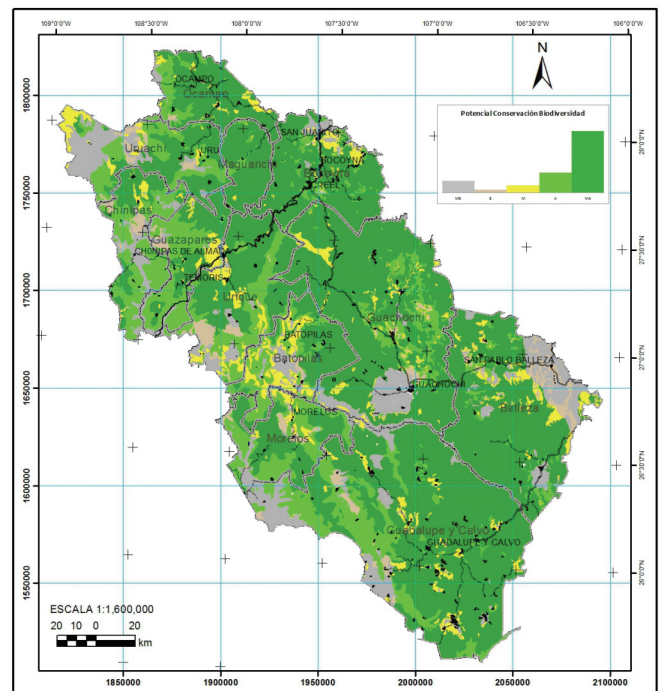 109°0'0"W 108°30'0"W 108°0'0"W 107°30'0"W 107°0'0"W 106°30'0"W 106°0'0"W
N
Potencial Conservación Biodiversidad
MB B M A MA
OCAMPO
Ocampo
SAN JUANITO
Uruachi
URU
Maguarichi
BOCOYNA
CREEL
Chinipas
Guazapares
CHINIPAS DE ALMADA
TEMORIS
Urique
Guachochi
BATOPILAS
Batopilas
SAN PABLO BALLEZA
GUACHOCHI
Belleza
MORELOS
Morelos
Guadalupe y Calvo
GUADALUPE Y CALVO
1800000
1750000
1700000
1650000
1600000
1550000
28°0'0"N
27°30'0"N
27°0'0"N
26°30'0"N
26°0'0"N
ESCALA 1:1,600,000
20 10 0 20
km
1850000 1900000 1950000 2000000 2050000 2100000